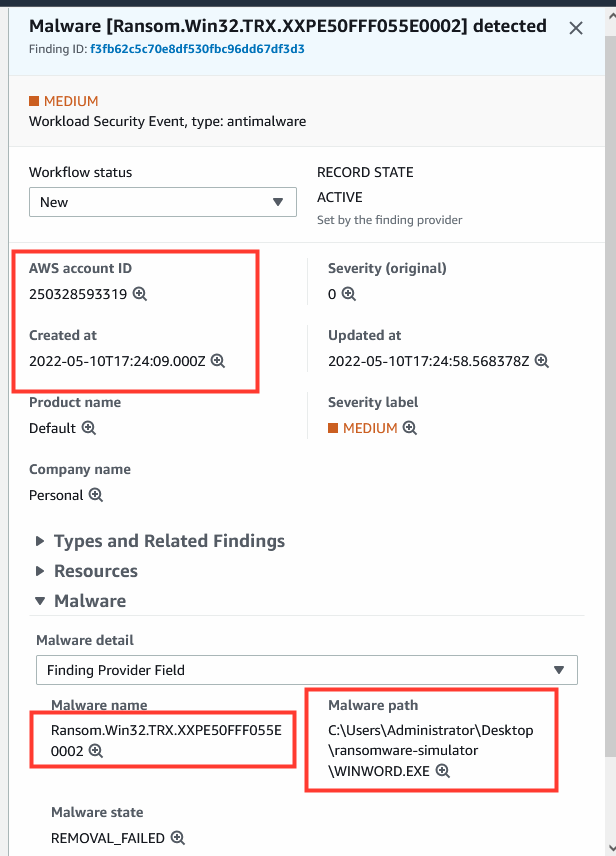 Malware [Ransom.Win32.TRX.XXPE50FFF055E0002] detected
Finding ID: f3fb62c5c70e8df530fbc96dd67df3d3
MEDIUM
Workload Security Event, type: antimalware
Workflow status
New
RECORD STATE
ACTIVE
Set by the finding provider
AWS account ID
250328593319
Severity (original)
0
Created at
2022-05-10T17:24:09.000Z
Updated at
2022-05-10T17:24:58.568378Z
Product name
Default
Severity label
MEDIUM
Company name
Personal
Types and Related Findings
Resources
Malware
Malware detail
Finding Provider Field
Malware name
Ransom.Win32.TRX.XXPE50FFF055E
0002
Malware path
C:\Users\Administrator\Desktop
\ransomware-simulator
\WINWORD.EXE
Malware state
REMOVAL_FAILED